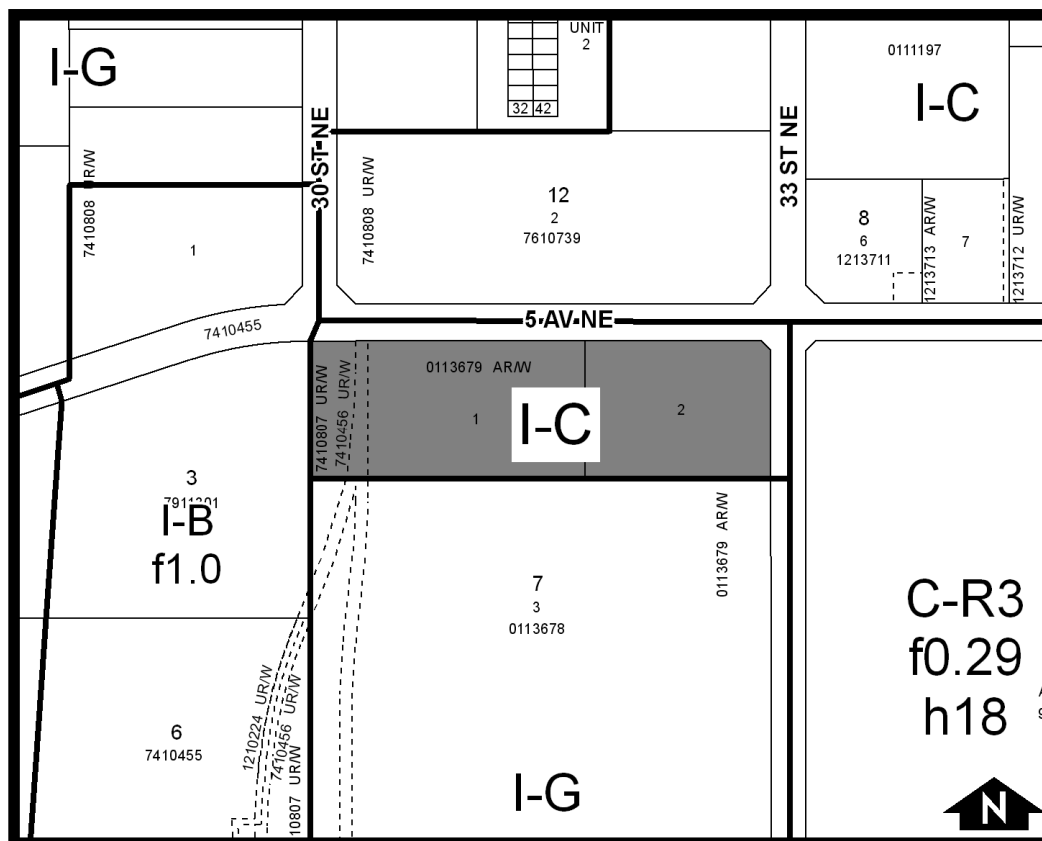 I-G
UNIT
2
32 42
0111197
I-C
30 ST NE
33 ST NE
7410808 UR/W
7410808 UR/W
12
2
7610739
8
6
1213711
1213713 AR/W
7
1213712 UR/W
1
7410455
5 AV NE
7410807 UR/W
7410456 UR/W
0113679 AR/W
1
I-C
2
3
I-B
f1.0
0113679 AR/W
7
3
0113678
C-R3
f0.29
h18
1210224 UR/W
7410456 UR/W
10807 UR/W
6
7410455
I-G
N